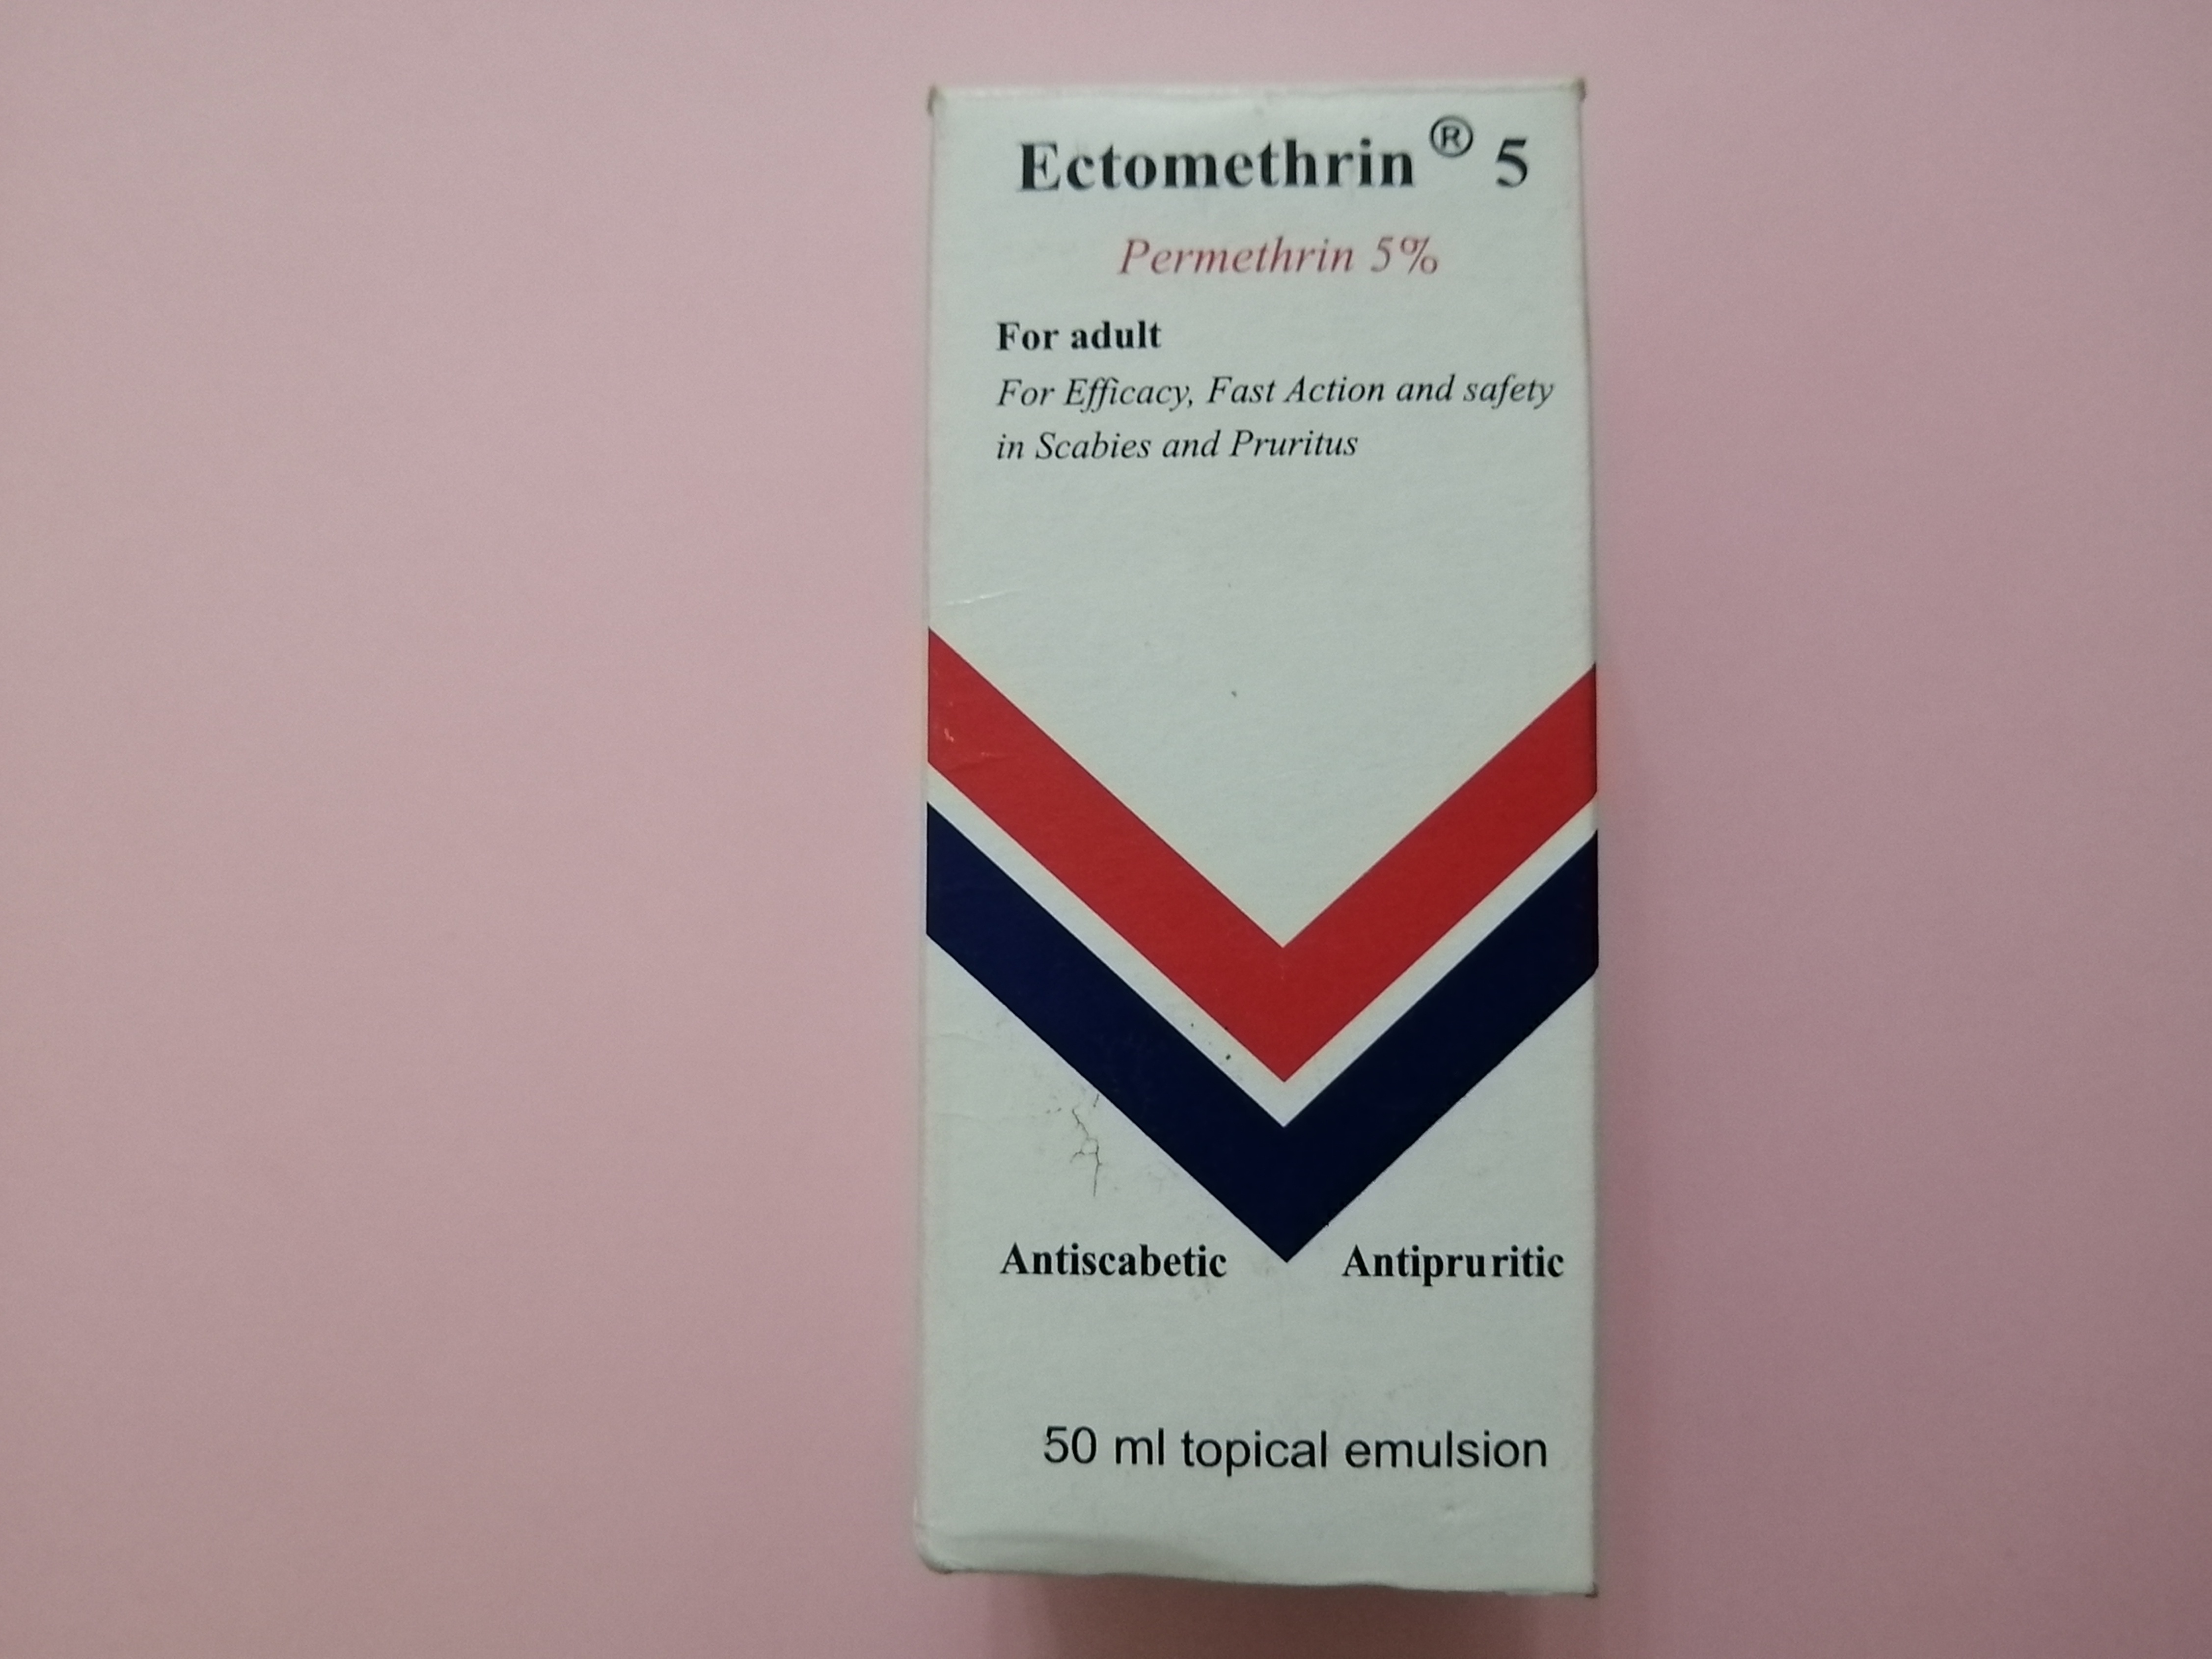 Ectomethrin® 5
Permethrin 5%
For adult
For Efficacy, Fast Action and safety
in Scabies and Pruritus
Antiscabetic Antipruritic
50 ml topical emulsion